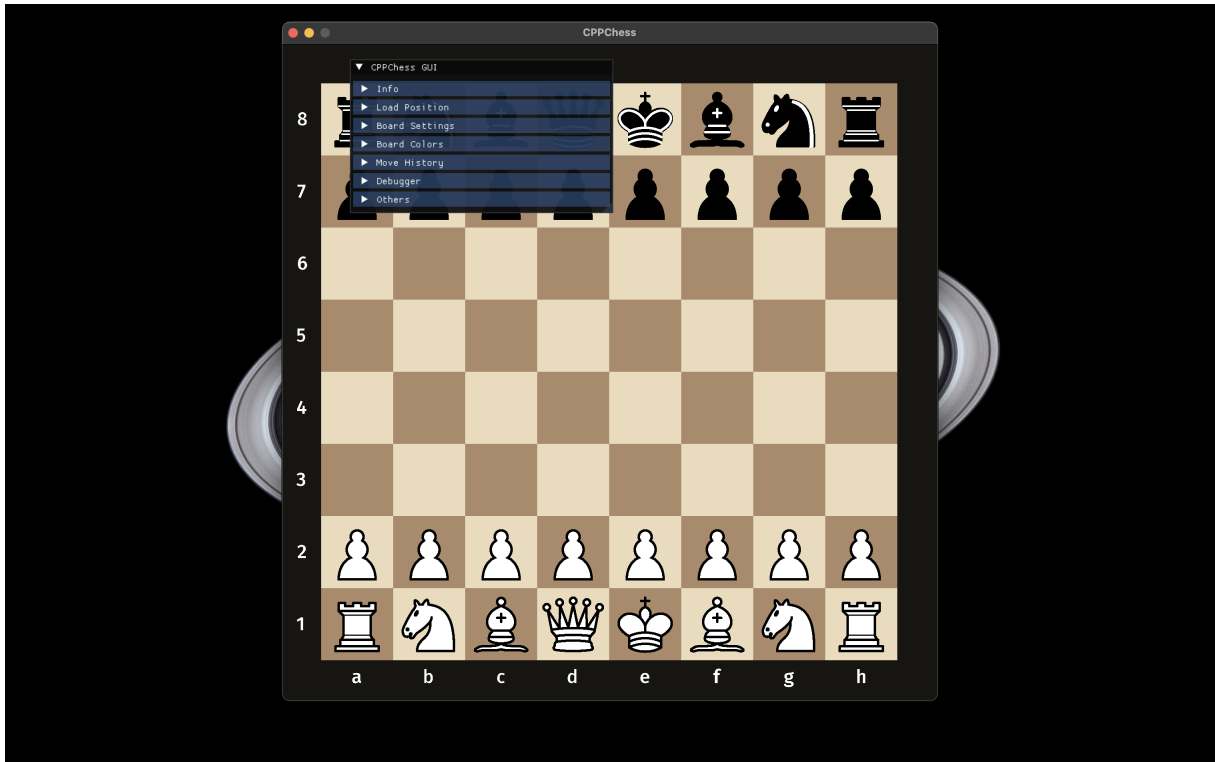 CPPChess
CPPChess GUI
Info
Load Position
Board Settings
Board Colors
Move History
Debugger
Others
8
7
6
5
4
3
2
1
a b c d e f g h